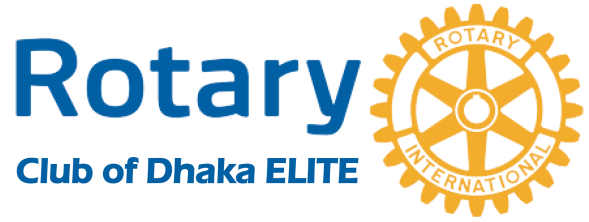 Rotary
Club of Dhaka ELITE
ROTARY
INTERNATIONAL